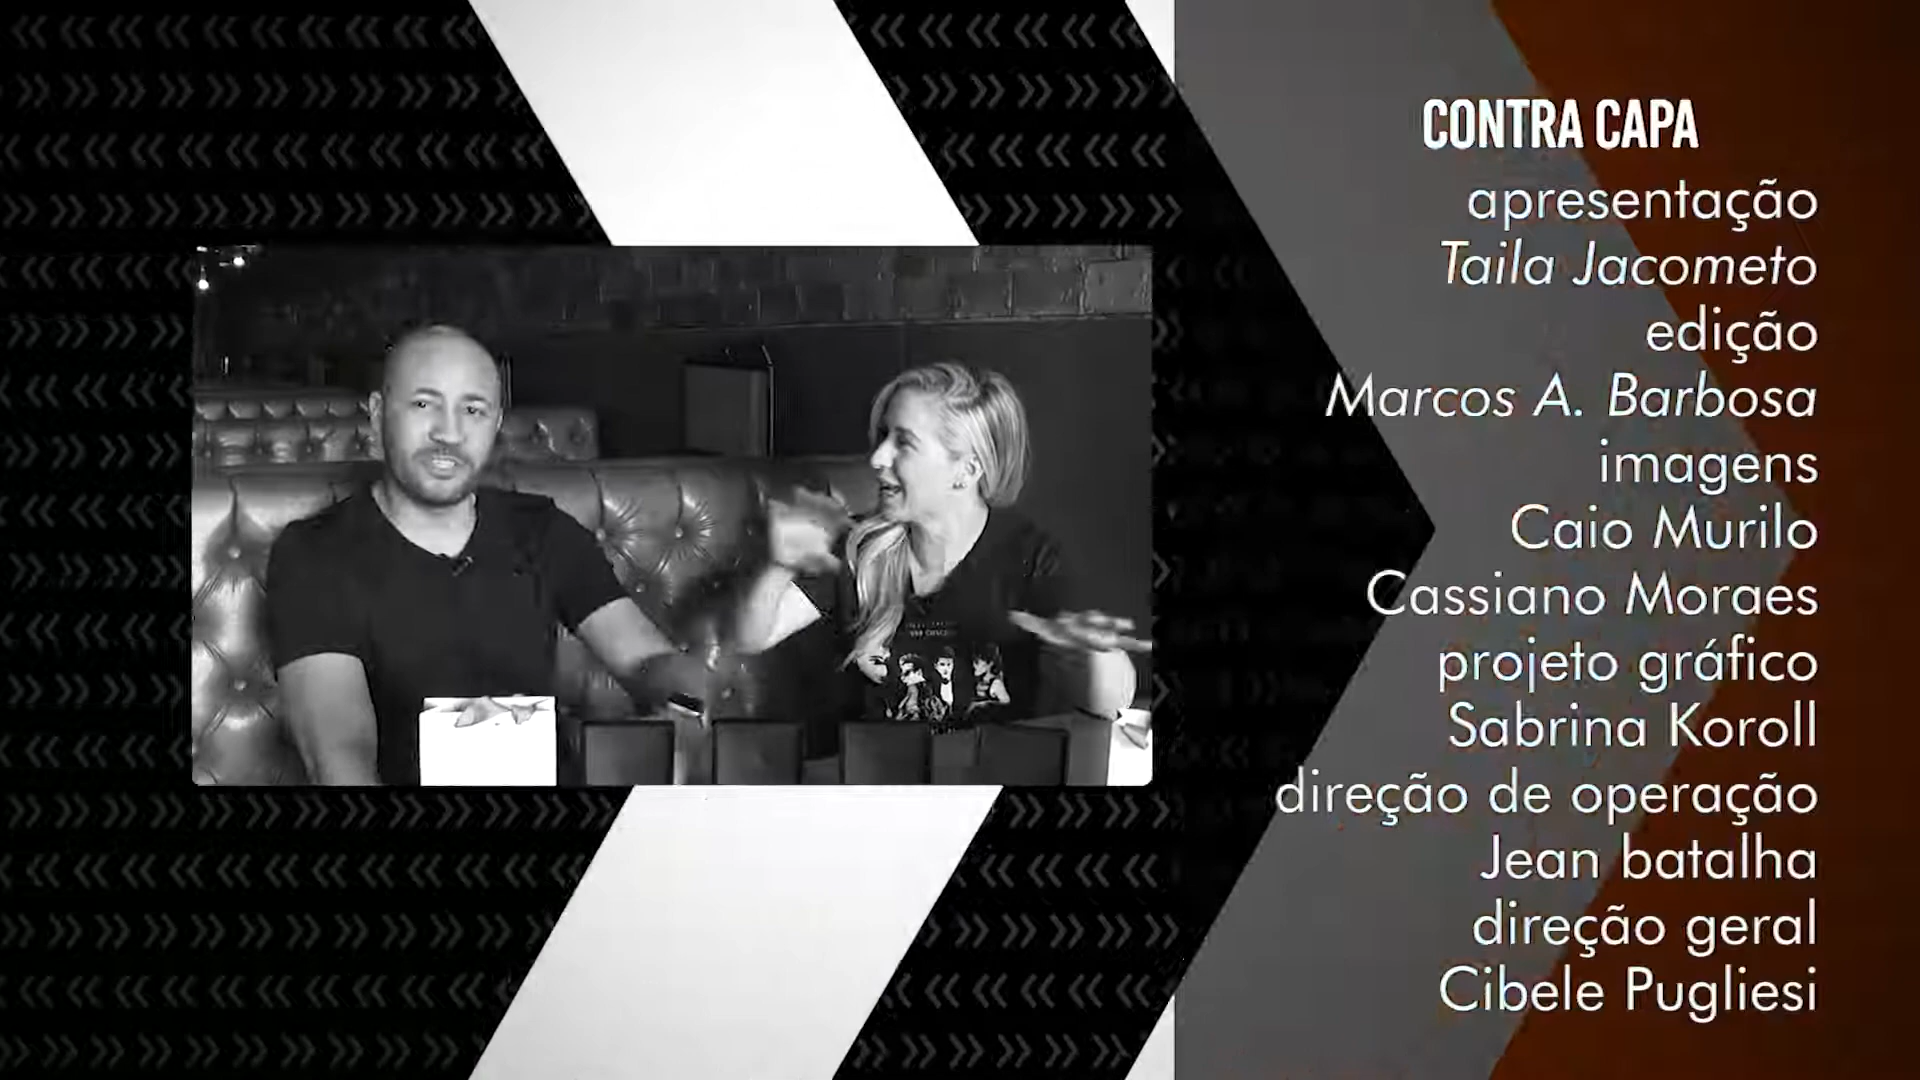 CONTRA CAPA
apresentação
Taila Jacometo
edição
Marcos A. Barbosa
imagens
Caio Murilo
Cassiano Moraes
projeto gráfico
Sabrina Koroll
direção de operação
Jean batalha
direção geral
Cibele Pugliesi